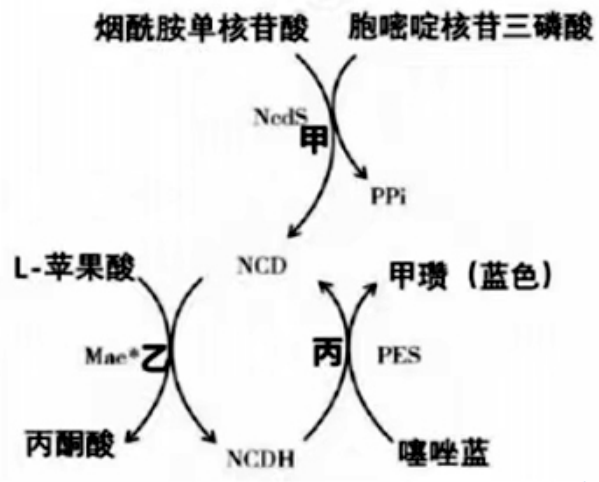 烟酰胺单核苷酸 胞嘧啶核苷三磷酸
NcdS
甲
PPi
L-苹果酸 NCD 甲瓒（蓝色）
Mae* 乙 丙 PES
丙酮酸 NCDH 噻唑蓝